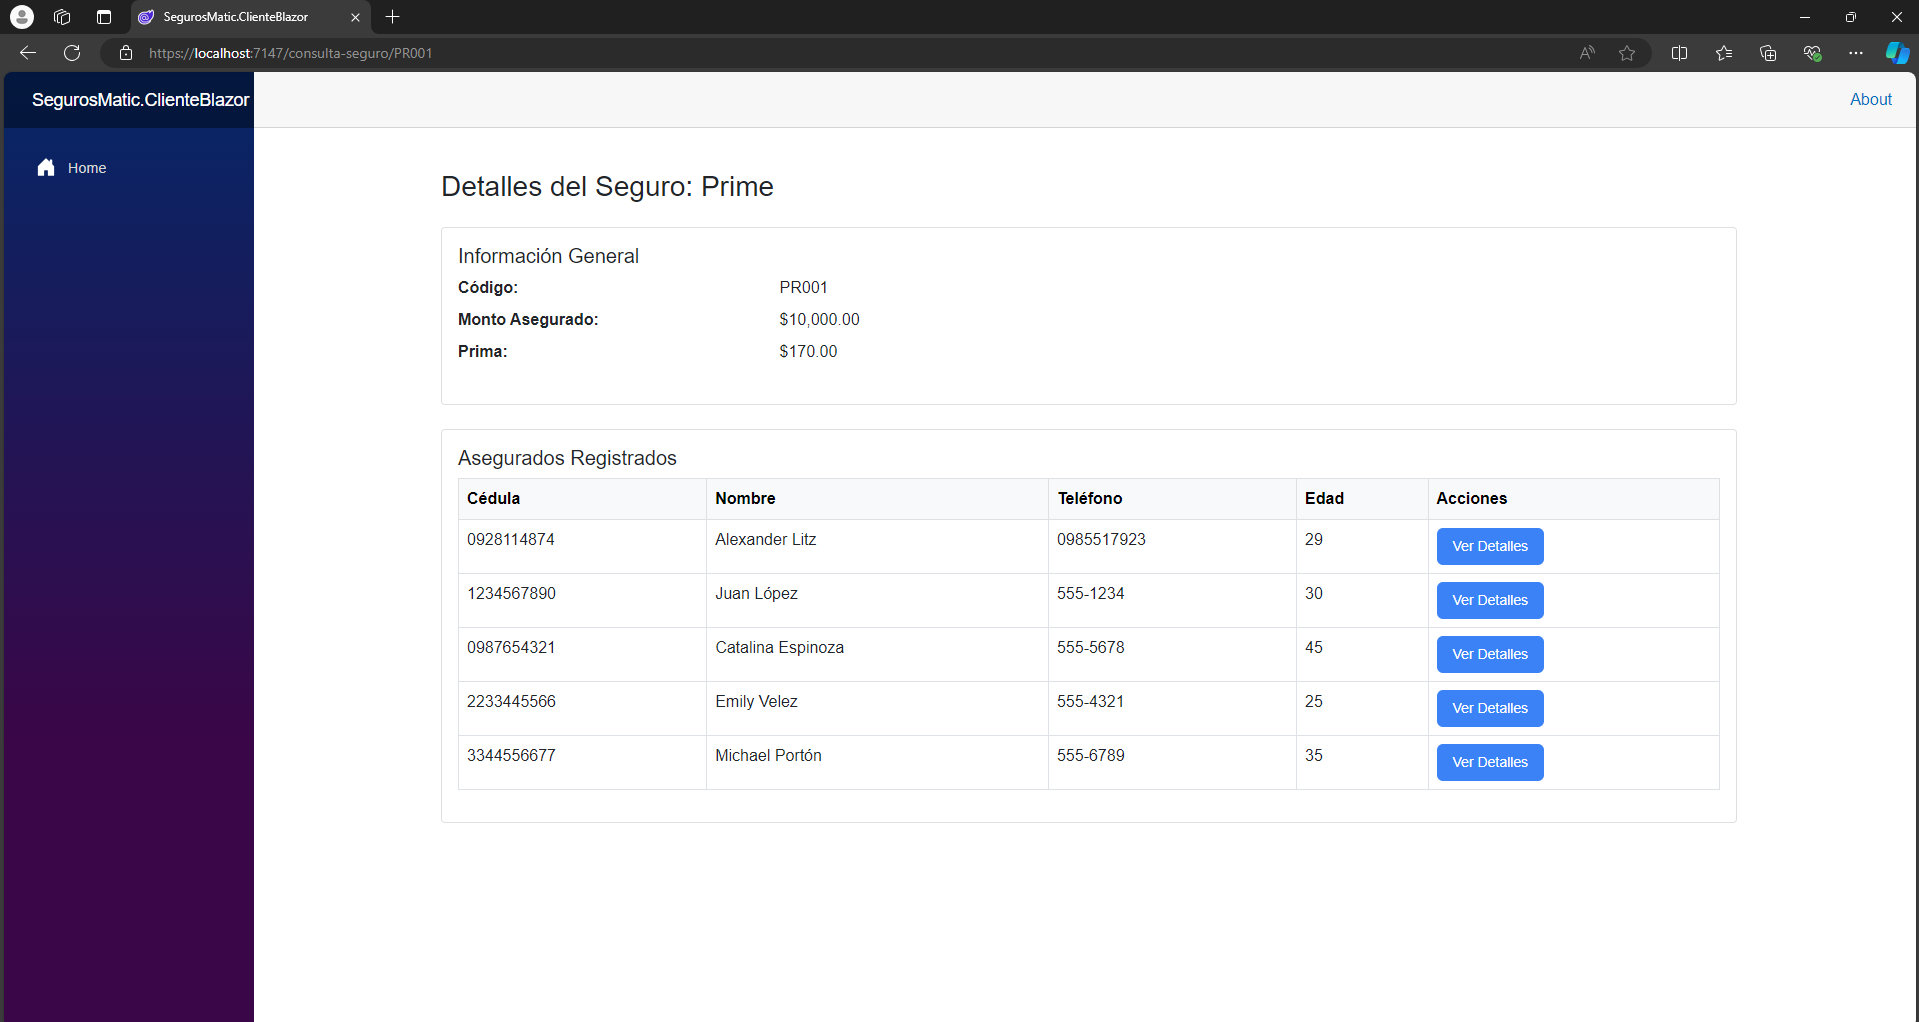 SegurosMatic.ClienteBlazor
https://localhost:7147/consulta-seguro/PR001
SegurosMatic.ClienteBlazor
About
Home
Detalles del Seguro: Prime
Información General
Código: PR001
Monto Asegurado: $10,000.00
Prima: $170.00
Asegurados Registrados
Cédula Nombre Teléfono Edad Acciones
0928114874 Alexander Litz 0985517923 29 Ver Detalles
1234567890 Juan López 555-1234 30 Ver Detalles
0987654321 Catalina Espinoza 555-5678 45 Ver Detalles
2233445566 Emily Velez 555-4321 25 Ver Detalles
3344556677 Michael Portón 555-6789 35 Ver Detalles